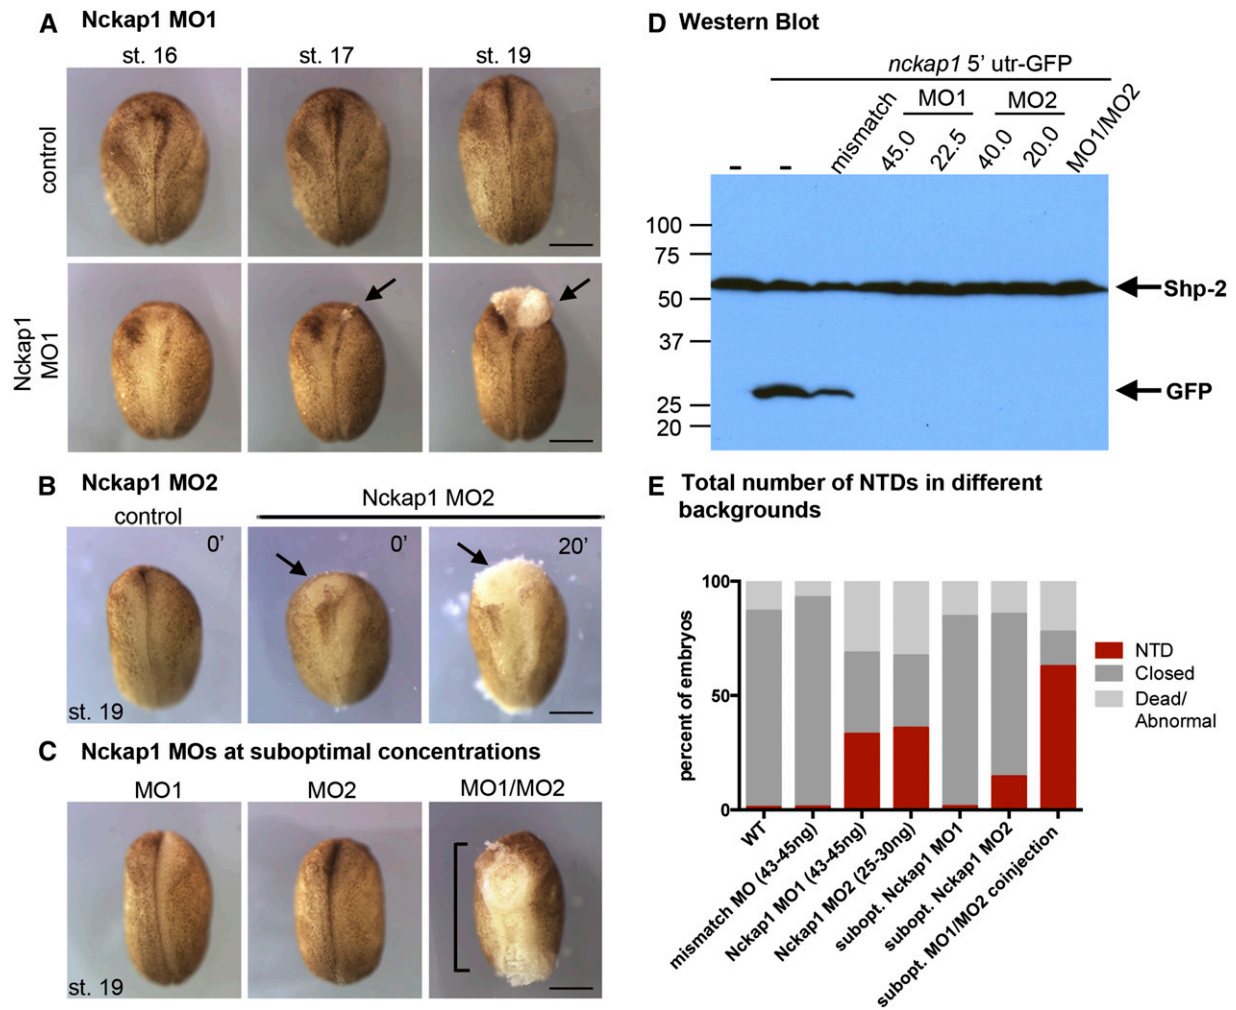 A Nckap1 MO1
st. 16 st. 17 st. 19
control
Nckap1 MO1
B Nckap1 MO2
control Nckap1 MO2
0' 0' 20'
st. 19
C Nckap1 MOs at suboptimal concentrations
MO1 MO2 MO1/MO2
st. 19
D Western Blot
nckap1 5' utr-GFP
MO1 MO2
– – mismatch 45.0 22.5 40.0 20.0 MO1/MO2
100
75
50
37
25
20
Shp-2
GFP
E Total number of NTDs in different
backgrounds
percent of embryos
100
50
0
WT
mismatch MO (43-45ng)
Nckap1 MO1 (43-45ng)
Nckap1 MO2 (25-30ng)
subopt. Nckap1 MO1
subopt. Nckap1 MO2
subopt. MO1/MO2 coinjection
NTD
Closed
Dead/
Abnormal